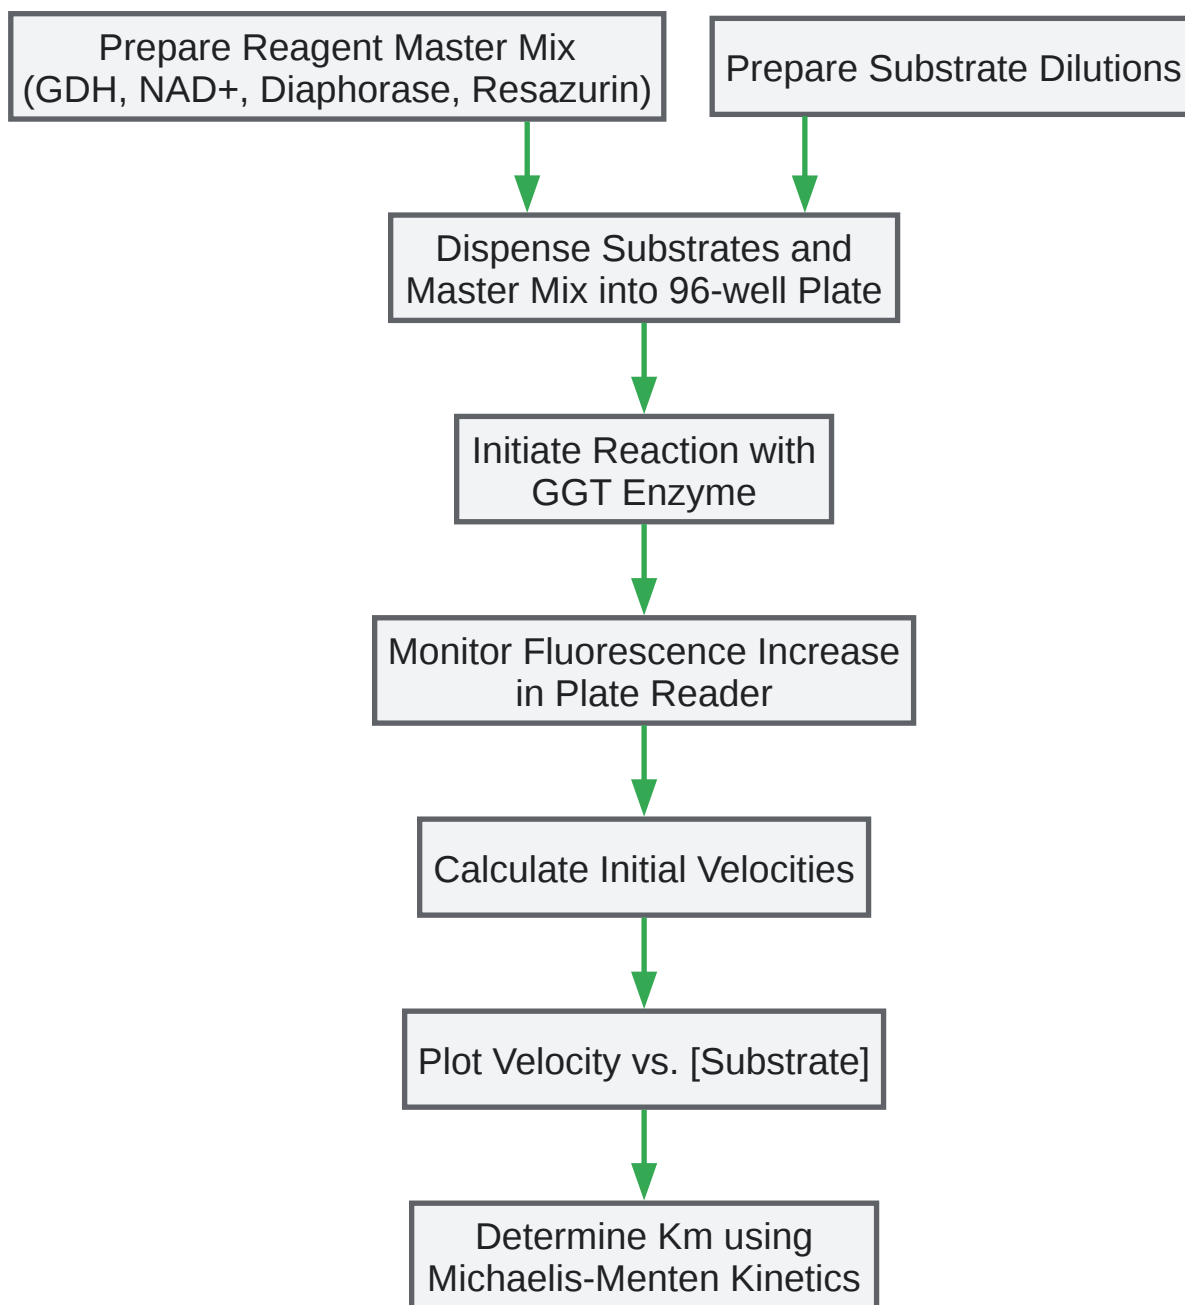 Prepare Reagent Master Mix
(GDH, NAD+, Diaphorase, Resazurin)
Prepare Substrate Dilutions
Dispense Substrates and
Master Mix into 96-well Plate
Initiate Reaction with
GGT Enzyme
Monitor Fluorescence Increase
in Plate Reader
Calculate Initial Velocities
Plot Velocity vs. [Substrate]
Determine Km using
Michaelis-Menten Kinetics